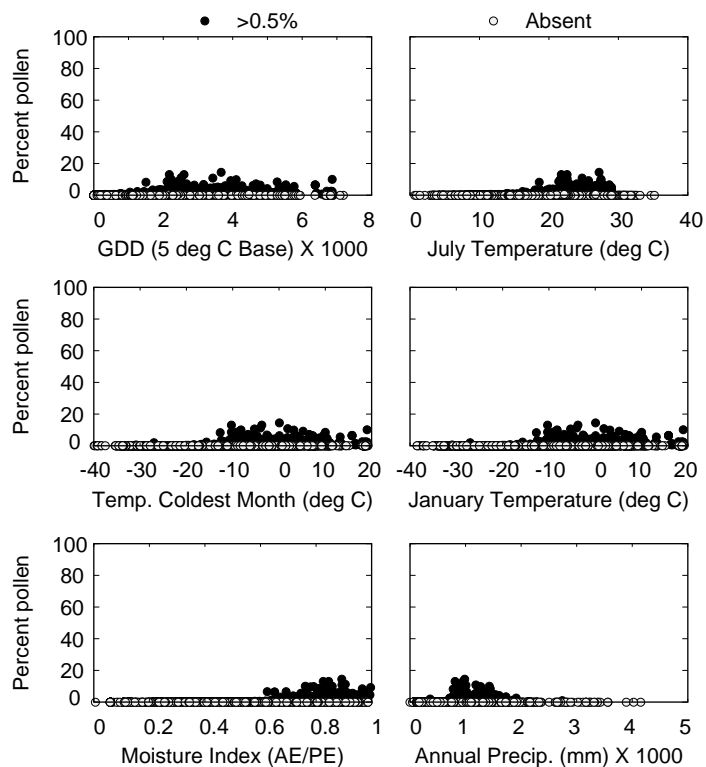 >0.5% Absent
100
80
60
40
20
0
Percent pollen
0 2 4 6 8
GDD (5 deg C Base) X 1000
0 10 20 30 40
July Temperature (deg C)
100
80
60
40
20
0
Percent pollen
-40 -30 -20 -10 0 10 20
Temp. Coldest Month (deg C)
-40 -30 -20 -10 0 10 20
January Temperature (deg C)
100
80
60
40
20
0
Percent pollen
0 0.2 0.4 0.6 0.8 1
Moisture Index (AE/PE)
0 1 2 3 4 5
Annual Precip. (mm) X 1000